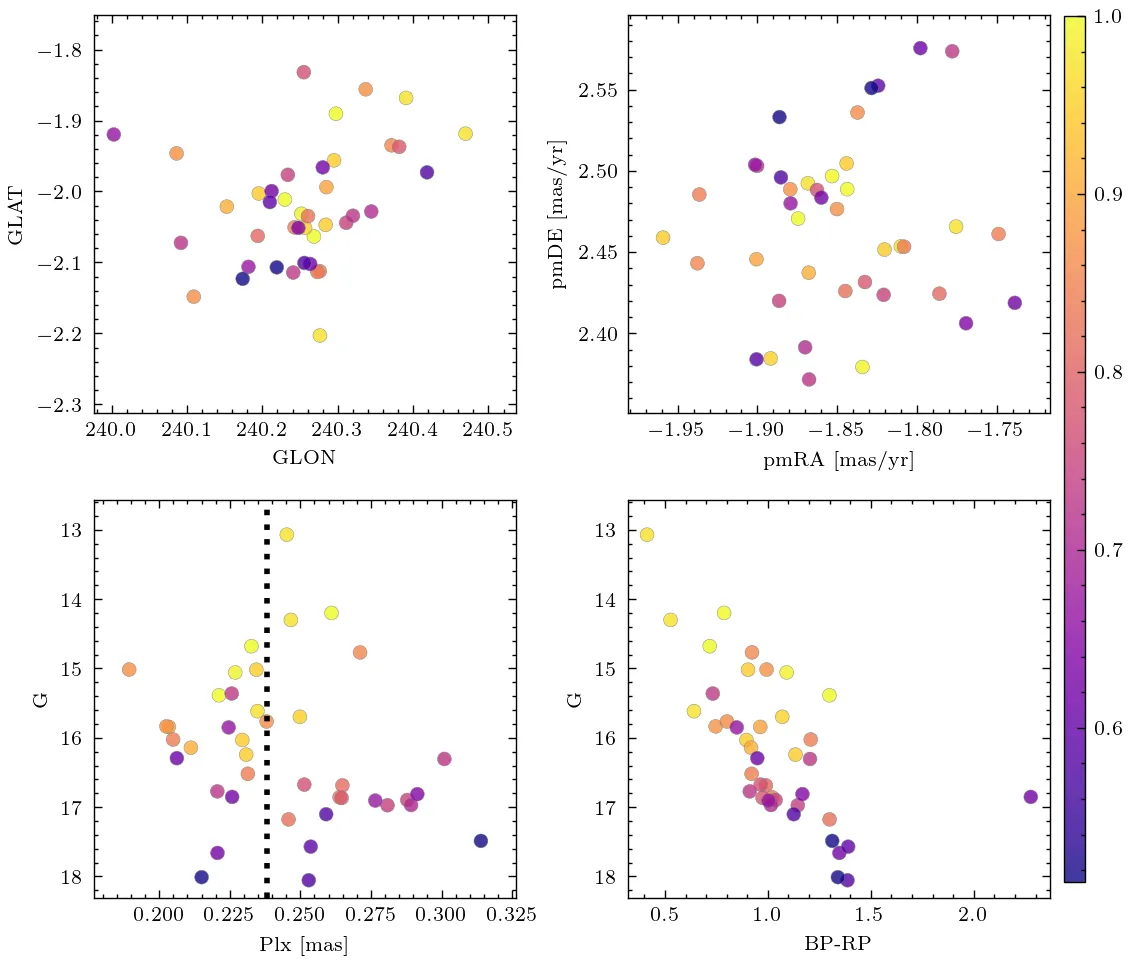 −1.8
−1.9
−2.0
−2.1
−2.2
−2.3
GLAT
240.0 240.1 240.2 240.3 240.4 240.5
GLON
2.55
2.50
2.45
2.40
pmDE [mas/yr]
−1.95 −1.90 −1.85 −1.80 −1.75
pmRA [mas/yr]
1.0
0.9
0.8
0.7
0.6
13
14
15
16
17
18
G
0.200 0.225 0.250 0.275 0.300 0.325
Plx [mas]
13
14
15
16
17
18
G
0.5 1.0 1.5 2.0
BP-RP